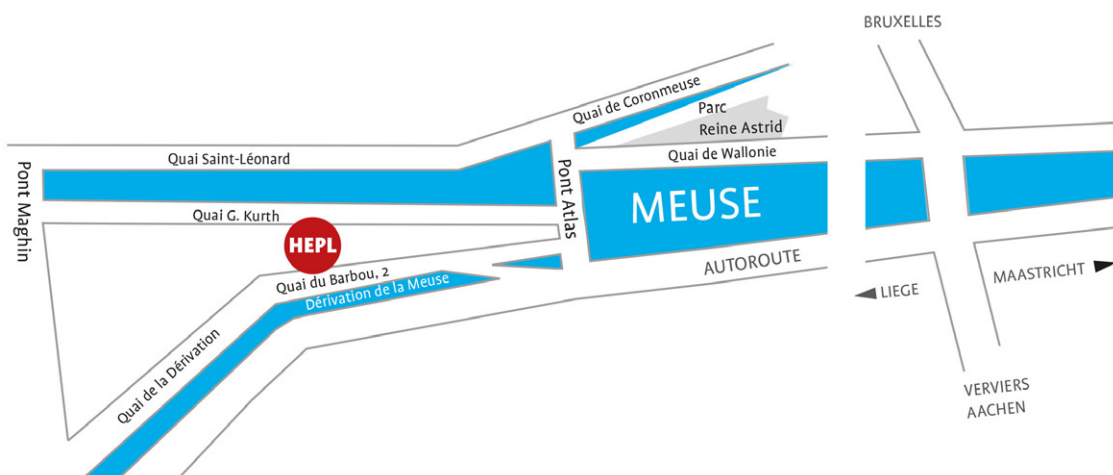 BRUXELLES
Quai de Coronmeuse
Parc
Reine Astrid
Quai Saint-Léonard
Quai de Wallonie
Pont Maghin
Pont Atlas
MEUSE
Quai G. Kurth
HEPL
AUTOROUTE
Quai du Barbou, 2
Dérivation de la Meuse
MAASTRICHT
LIEGE
Quai de la Dérivation
VERVIERS
AACHEN